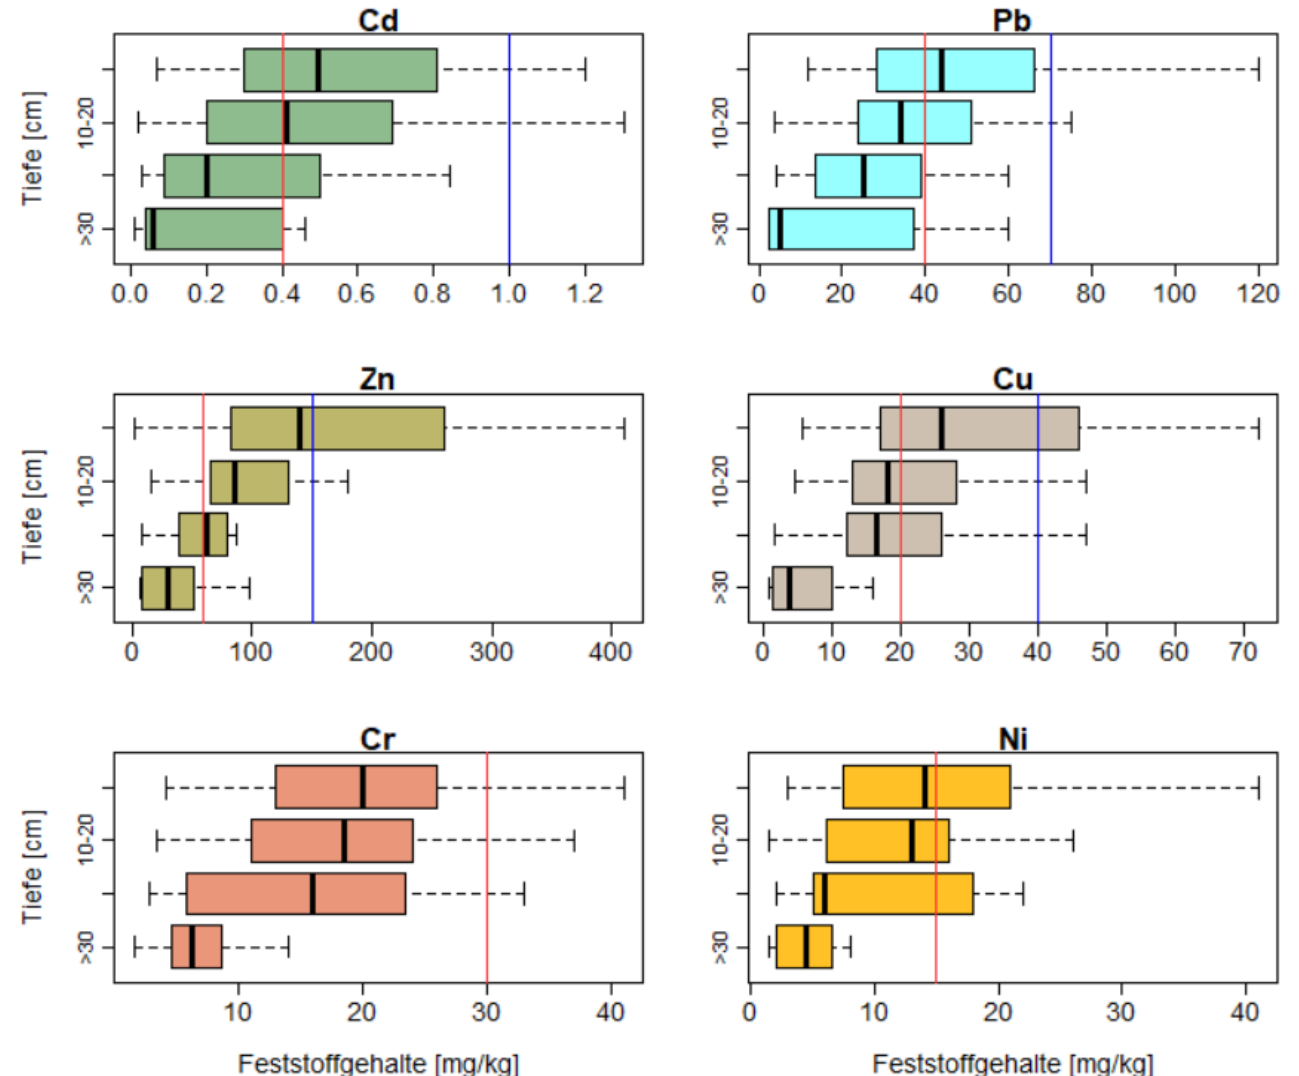 Cd
Tiefe [cm]
10-20
>30
0.0 0.2 0.4 0.6 0.8 1.0 1.2
Pb
10-20
>30
0 20 40 60 80 100 120
Zn
Tiefe [cm]
10-20
>30
0 100 200 300 400
Cu
10-20
>30
0 10 20 30 40 50 60 70
Cr
Tiefe [cm]
10-20
>30
10 20 30 40
Feststoffgehalte [mg/kg]
Ni
10-20
>30
0 10 20 30 40
Feststoffgehalte [mg/kg]